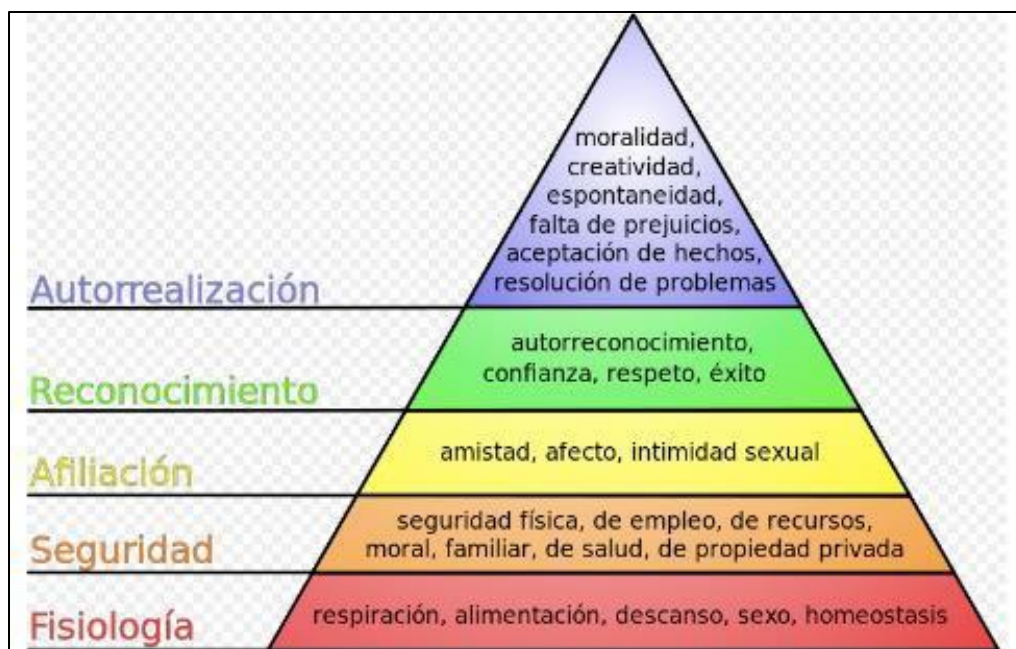 moralidad,
creatividad,
espontaneidad,
falta de prejuicios,
aceptación de hechos,
resolución de problemas
Autorrealización
autorreconocimiento,
confianza, respeto, éxito
Reconocimiento
amistad, afecto, intimidad sexual
Afiliación
seguridad física, de empleo, de recursos,
moral, familiar, de salud, de propiedad privada
Seguridad
respiración, alimentación, descanso, sexo, homeostasis
Fisiología